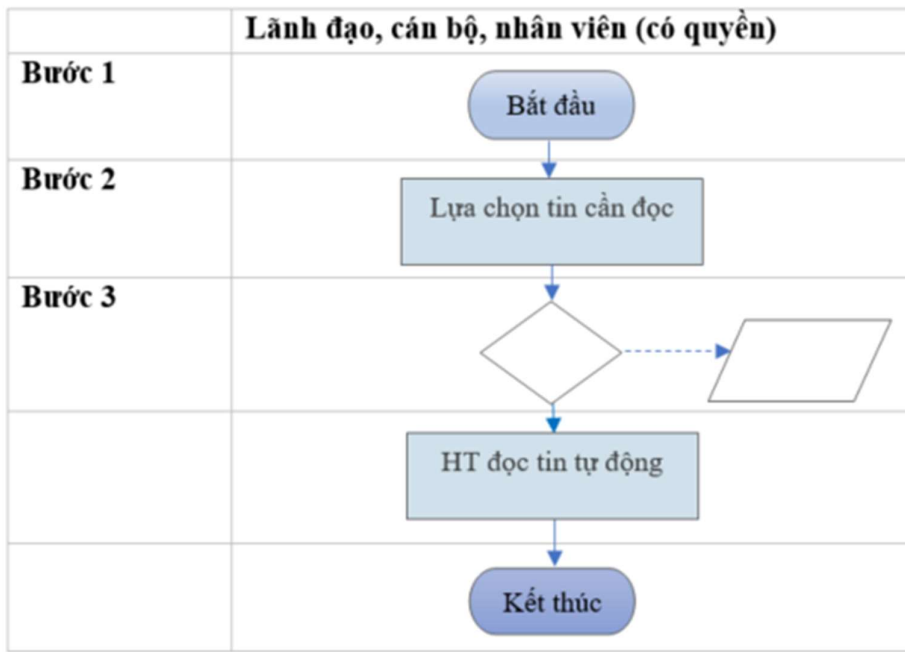 Lãnh đạo, cán bộ, nhân viên (có quyền)
Bước 1
Bắt đầu
Bước 2
Lựa chọn tin cần đọc
Bước 3
HT đọc tin tự động
Kết thúc